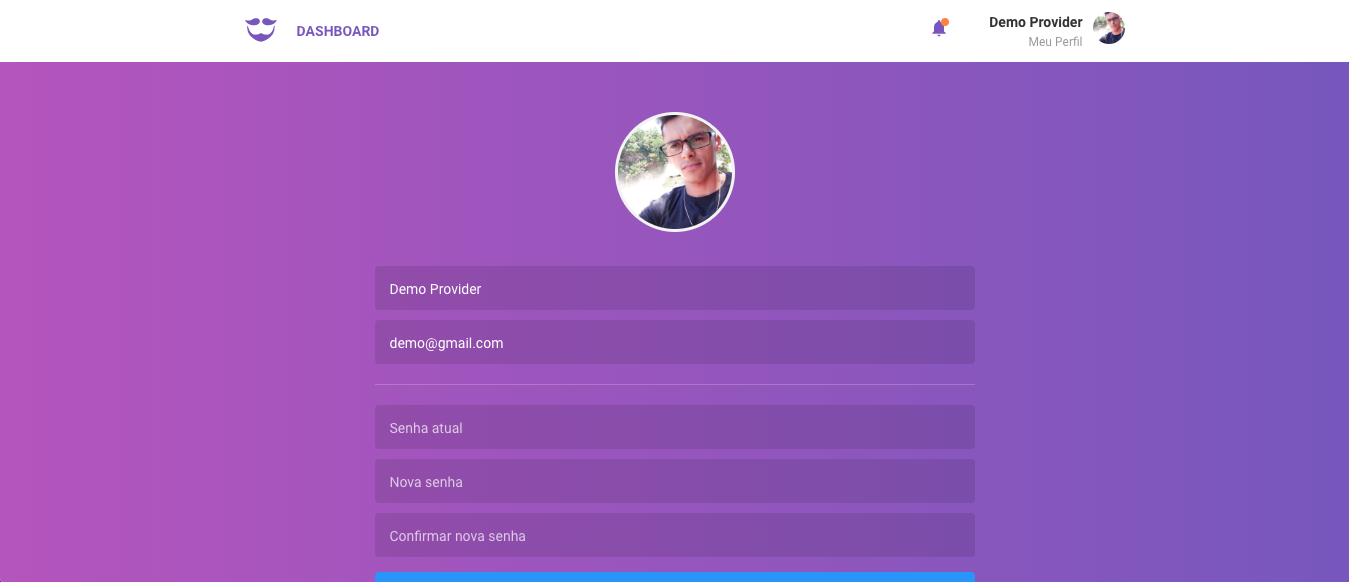 DASHBOARD
Demo Provider
Meu Perfil
Demo Provider
demo@gmail.com
Senha atual
Nova senha
Confirmar nova senha